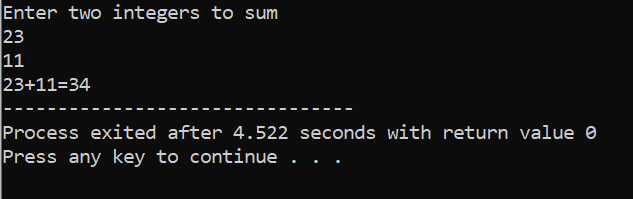 Enter two integers to sum
23
11
23+11=34
--------------------------------
Process exited after 4.522 seconds with return value 0
Press any key to continue . . .